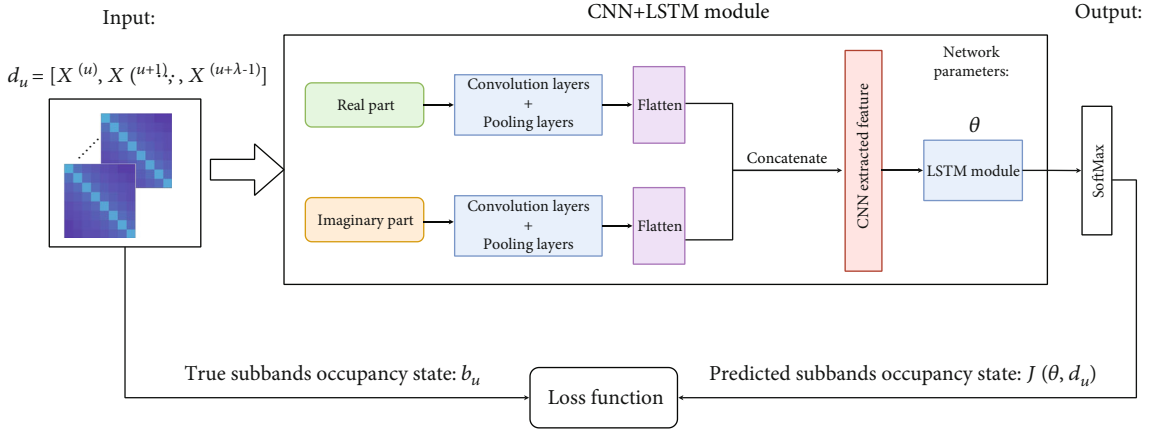 Input:
CNN+LSTM module
Output:
d_u = [X^(u), X^(u+1), ..., X^(u+λ-1)]
Network
parameters:
Real part
Convolution layers
+
Pooling layers
Flatten
Concatenate
CNN extracted feature
θ
LSTM module
SoftMax
Imaginary part
Convolution layers
+
Pooling layers
Flatten
True subbands occupancy state: b_u
Loss function
Predicted subbands occupancy state: J (θ, d_u)